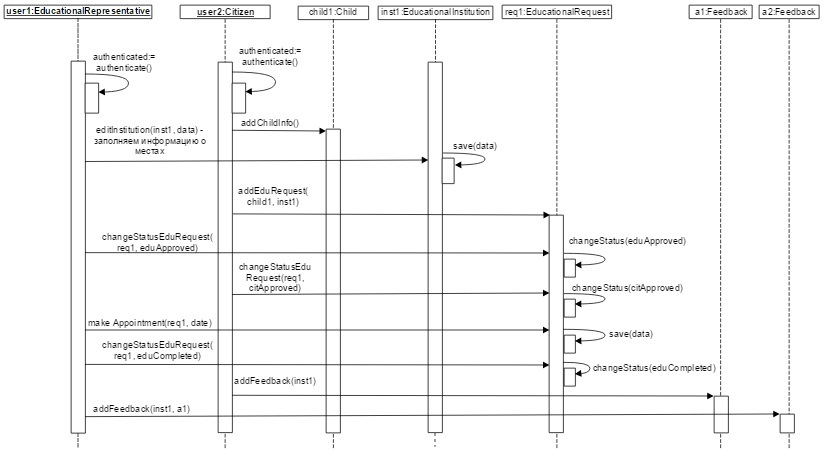 user1:EducationalRepresentative
user2:Citizen
child1:Child
inst1:EducationalInstitution
req1:EducationalRequest
a1:Feedback
a2:Feedback
authenticated:=
authenticate()
authenticated:=
authenticate()
addChildInfo()
editInstitution(inst1, data) -
заполняем информацию о
местах
save(data)
addEduRequest(
child1, inst1)
changeStatusEduRequest(
req1, eduApproved)
changeStatus(eduApproved)
changeStatusEdu
Request(req1,
citApproved)
changeStatus(citApproved)
make Appointment(req1, date)
save(data)
changeStatusEduRequest(
req1, eduCompleted)
changeStatus(eduCompleted)
addFeedback(inst1)
addFeedback(inst1, a1)